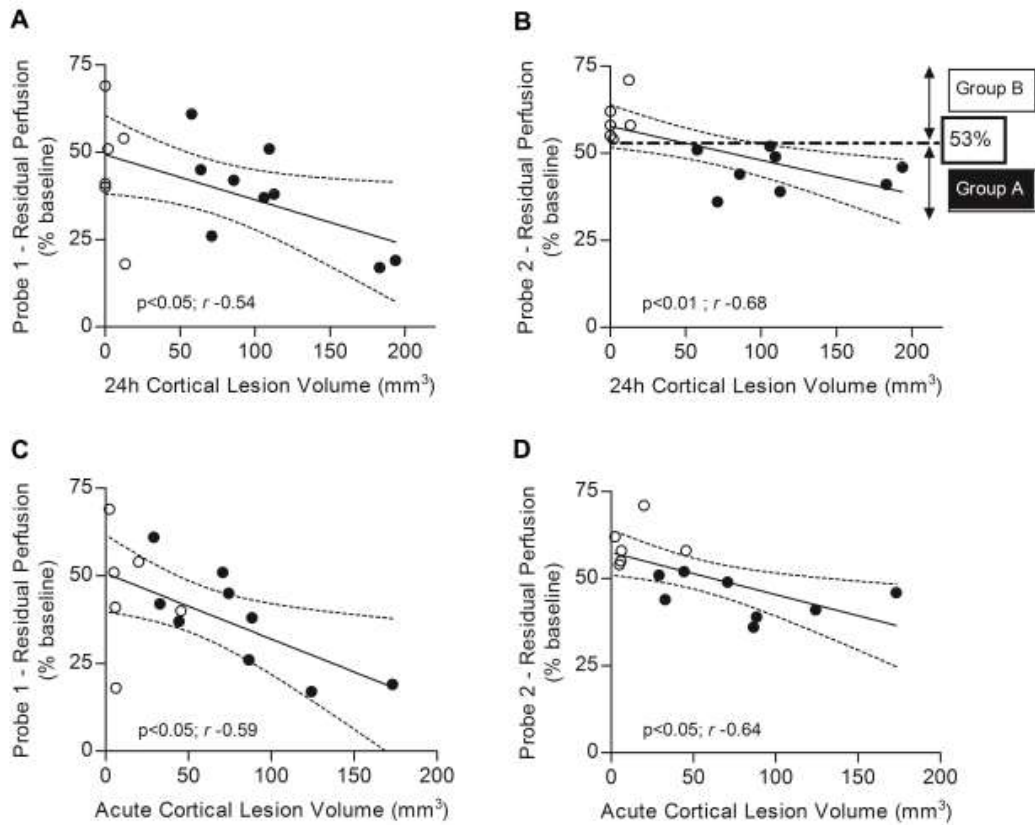 A
Probe 1 - Residual Perfusion
(% baseline)
75
50
25
0
p<0.05; r -0.54
0 50 100 150 200
24h Cortical Lesion Volume (mm³)
B
Probe 2 - Residual Perfusion
(% baseline)
75
50
25
0
Group B
53%
Group A
p<0.01 ; r -0.68
0 50 100 150 200
24h Cortical Lesion Volume (mm³)
C
Probe 1 - Residual Perfusion
(% baseline)
75
50
25
0
p<0.05; r -0.59
0 50 100 150 200
Acute Cortical Lesion Volume (mm³)
D
Probe 2 - Residual Perfusion
(% baseline)
75
50
25
0
p<0.05; r -0.64
0 50 100 150 200
Acute Cortical Lesion Volume (mm³)